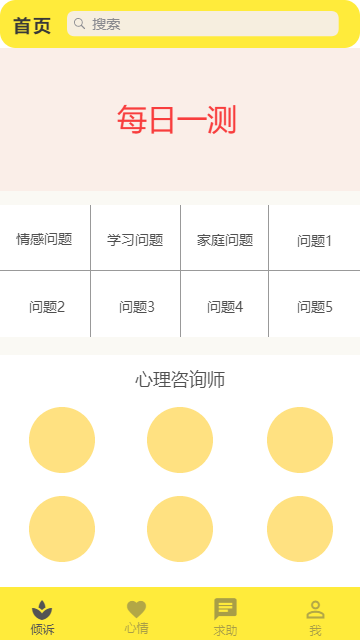 首页
搜索
每日一测
情感问题 学习问题 家庭问题 问题1
问题2 问题3 问题4 问题5
心理咨询师
倾诉 心情 求助 我